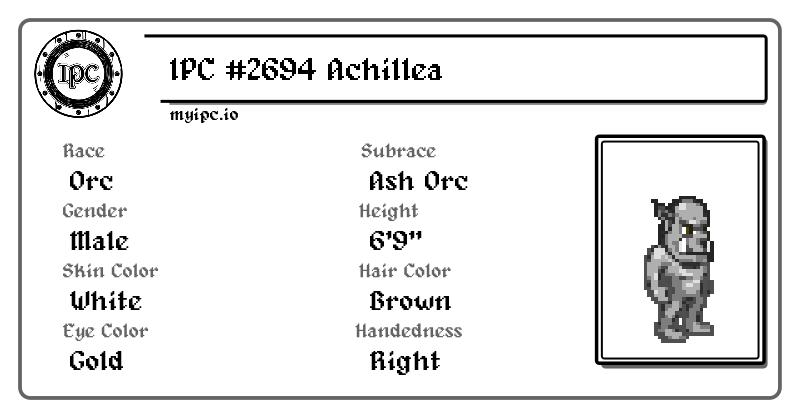 IPC
IPC #2694 Achillea
myipc.io
Race
Subrace
Orc
Ash Orc
Gender
Height
Male
6'9"
Skin Color
Hair Color
White
Brown
Eye Color
Handedness
Gold
Right